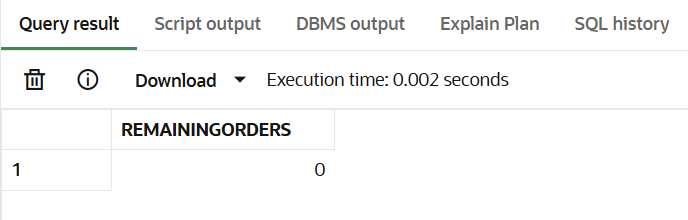 Query result Script output DBMS output Explain Plan SQL history
Download Execution time: 0.002 seconds
REMAININGORDERS
1 0